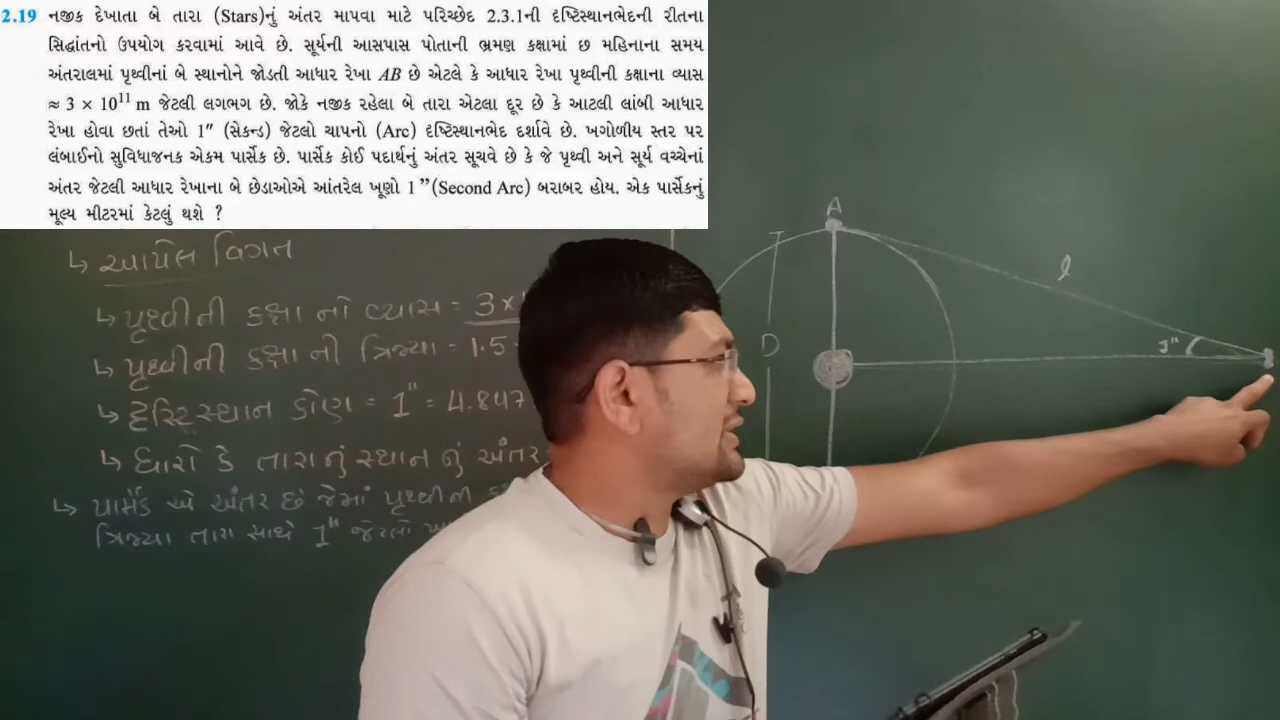 2.19 નજીક દેખાતા બે તારા (Stars)નું અંતર માપવા માટે પરિચ્છેદ 2.3.1ની દૃષ્ટિસ્થાનભેદની રીતના
સિદ્ધાંતનો ઉપયોગ કરવામાં આવે છે. સૂર્યની આસપાસ પોતાની ભ્રમણ કક્ષામાં છ મહિનાના સમય
અંતરાલમાં પૃથ્વીનાં બે સ્થાનોને જોડતી આધાર રેખા AB છે એટલે કે આધાર રેખા પૃથ્વીની કક્ષાના વ્યાસ
≈ 3 × 10¹¹ m જેટલી લગભગ છે. જોકે નજીક રહેલા બે તારા એટલા દૂર છે કે આટલી લાંબી આધાર
રેખા હોવા છતાં તેઓ 1″ (સેકન્ડ) જેટલો ચાપનો (Arc) દૃષ્ટિસ્થાનભેદ દર્શાવે છે. ખગોળીય સ્તર પર
લંબાઈનો સુવિધાજનક એકમ પાર્સેક છે. પાર્સેક કોઈ પદાર્થનું અંતર સૂચવે છે કે જે પૃથ્વી અને સૂર્ય વચ્ચેનાં
અંતર જેટલી આધાર રેખાના બે છેડાઓએ આંતરેલ ખૂણો 1 ”(Second Arc) બરાબર હોય. એક પાર્સેકનું
મૂલ્ય મીટરમાં કેટલું થશે ?
↳ આપેલ વિગત
↳ પૃથ્વીની કક્ષા નો વ્યાસ = 3 ×
↳ પૃથ્વીની કક્ષા ની ત્રિજ્યા = 1.5
↳ દૃષ્ટિસ્થાન કોણ = 1" = 4.847
↳ ધારો કે તારાનું સ્થાન નું અંતર
↳ પાર્સેક એ અંતર છે જેમાં પૃથ્વીની
ત્રિજ્યા તારા સાથે 1" જેટલો
A
l
D
1"